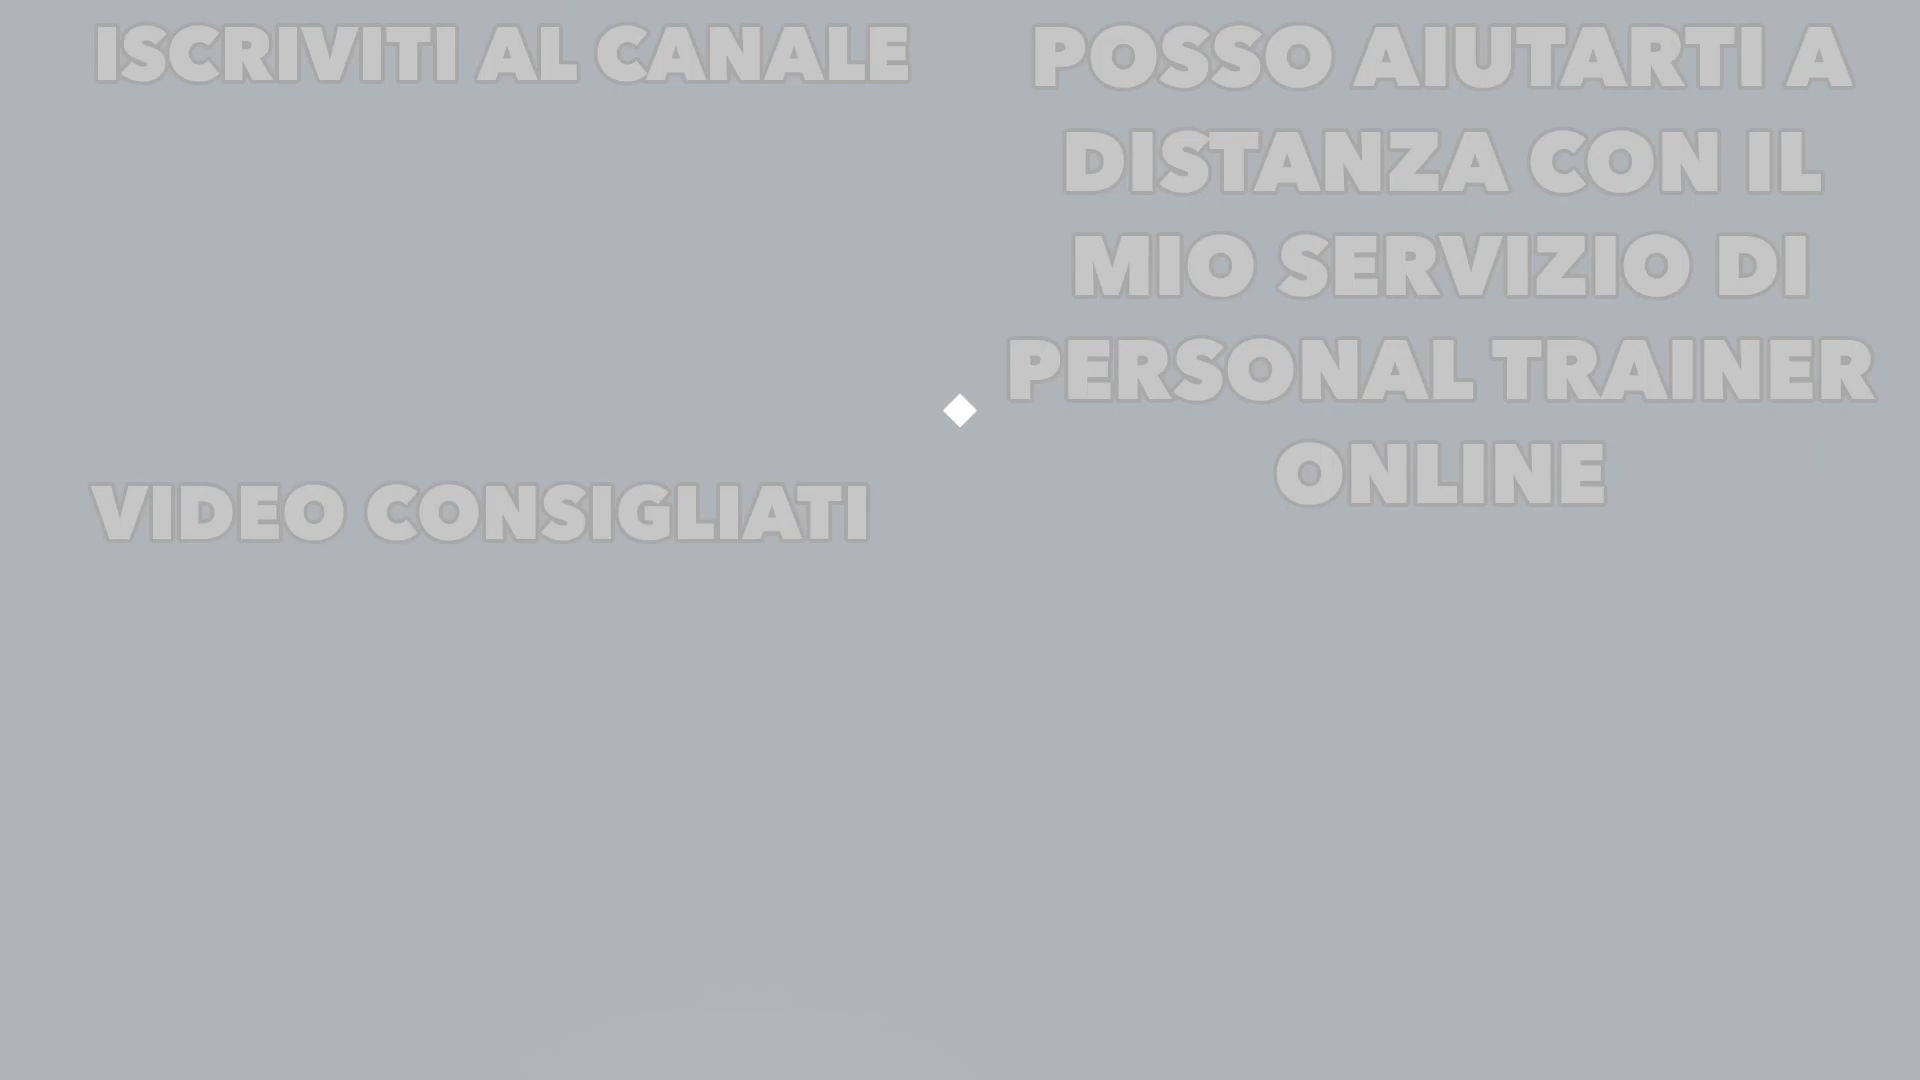 ISCRIVITI AL CANALE
VIDEO CONSIGLIATI
POSSO AIUTARTI A
DISTANZA CON IL
MIO SERVIZIO DI
PERSONAL TRAINER
ONLINE